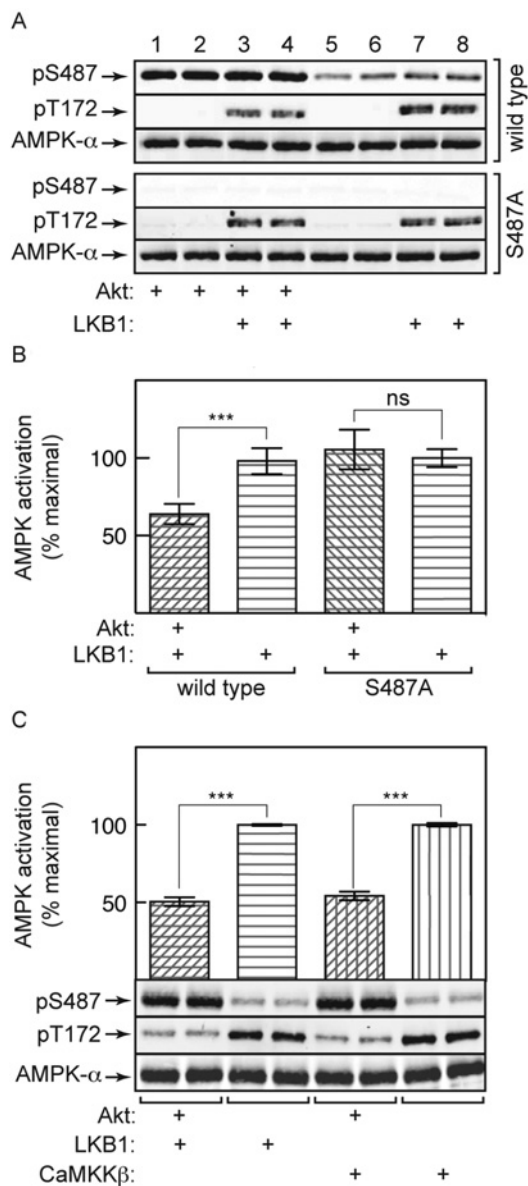 A
1 2 3 4 5 6 7 8
pS487
pT172
AMPK-α
wild type
pS487
pT172
AMPK-α
S487A
Akt: + + + +
LKB1: + + + +
B
AMPK activation
(% maximal)
100
50
***
ns
Akt: + +
LKB1: + + + +
wild type S487A
C
AMPK activation
(% maximal)
100
50
***
***
pS487
pT172
AMPK-α
Akt: + +
LKB1: + +
CaMKKβ: + +